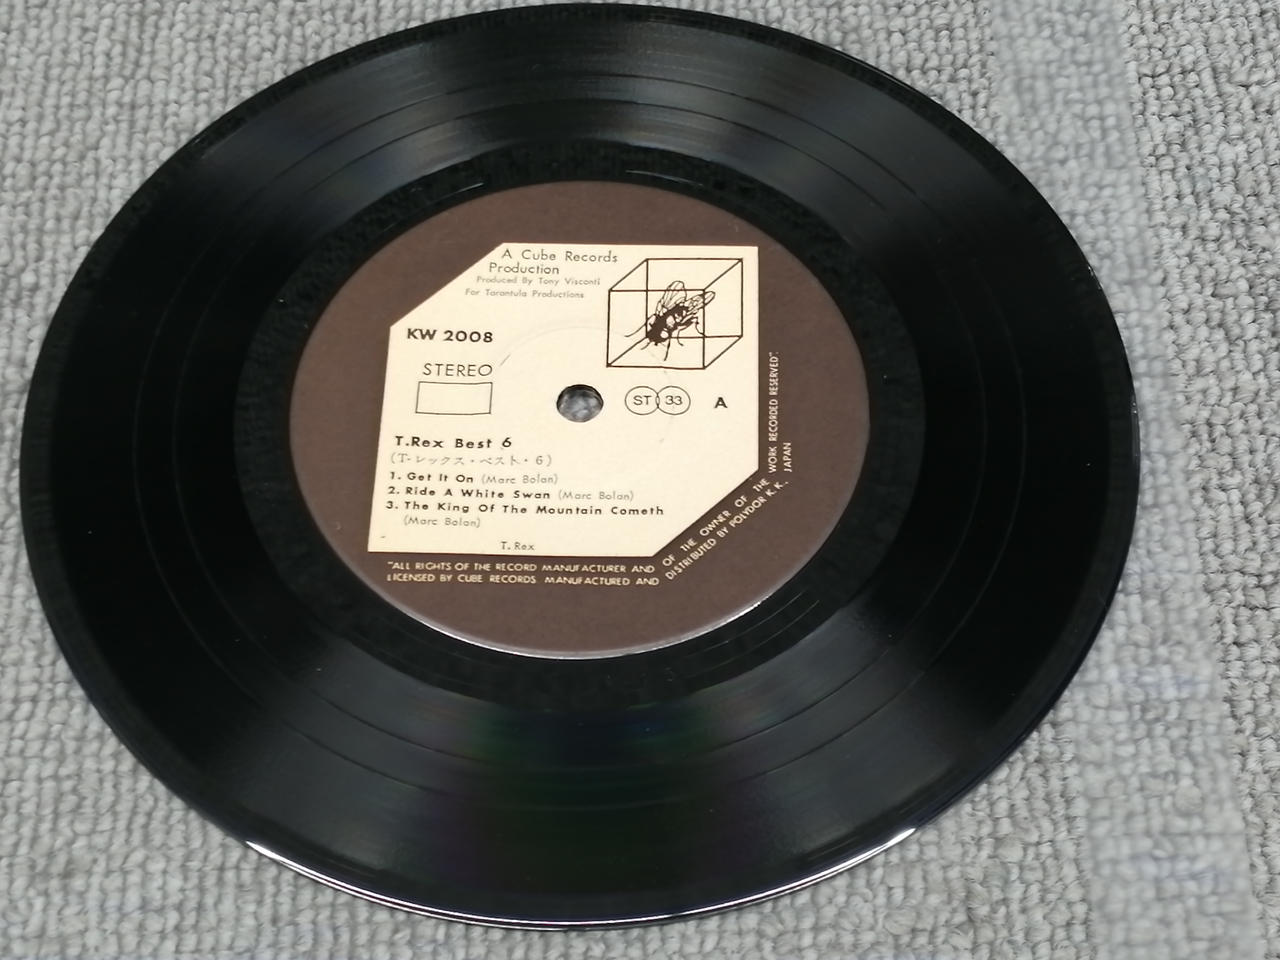 A Cube Records
Production
Produced By Tony Visconti
For Tarantula Productions
KW 2008
STEREO
ST 33
A
T.Rex Best 6
(T・レックス・ベスト・6)
1. Get It On (Marc Bolan)
2. Ride A White Swan (Marc Bolan)
3. The King Of The Mountain Cometh
(Marc Bolan)
T. Rex
"ALL RIGHTS OF THE RECORD MANUFACTURER AND OF THE OWNER OF THE WORK RECORDED RESERVED".
LICENSED BY CUBE RECORDS MANUFACTURED AND DISTRIBUTED BY POLYDOR K.K., JAPAN